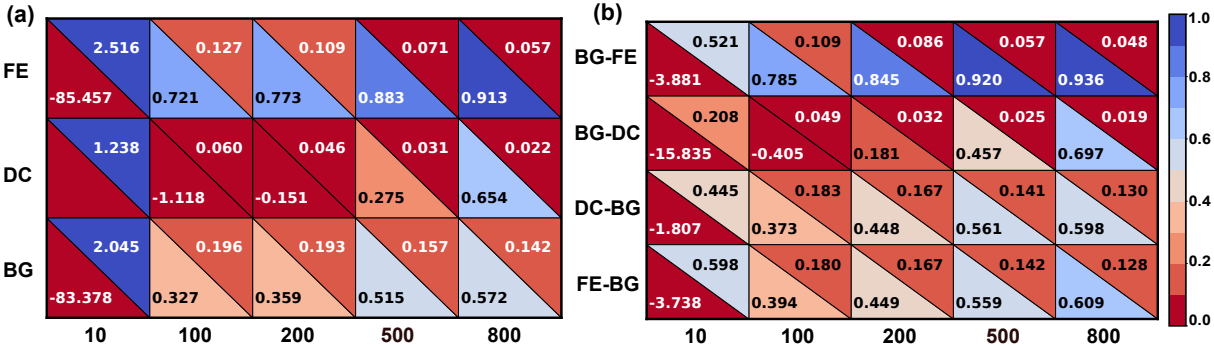 (a)
FE
2.516 0.127 0.109 0.071 0.057
-85.457 0.721 0.773 0.883 0.913
DC
1.238 0.060 0.046 0.031 0.022
-1.118 -0.151 0.275 0.654
BG
2.045 0.196 0.193 0.157 0.142
-83.378 0.327 0.359 0.515 0.572
10 100 200 500 800
(b)
BG-FE
0.521 0.109 0.086 0.057 0.048
-3.881 0.785 0.845 0.920 0.936
BG-DC
0.208 0.049 0.032 0.025 0.019
-15.835 -0.405 0.181 0.457 0.697
DC-BG
0.445 0.183 0.167 0.141 0.130
-1.807 0.373 0.448 0.561 0.598
FE-BG
0.598 0.180 0.167 0.142 0.128
-3.738 0.394 0.449 0.559 0.609
10 100 200 500 800
1.0
0.8
0.6
0.4
0.2
0.0